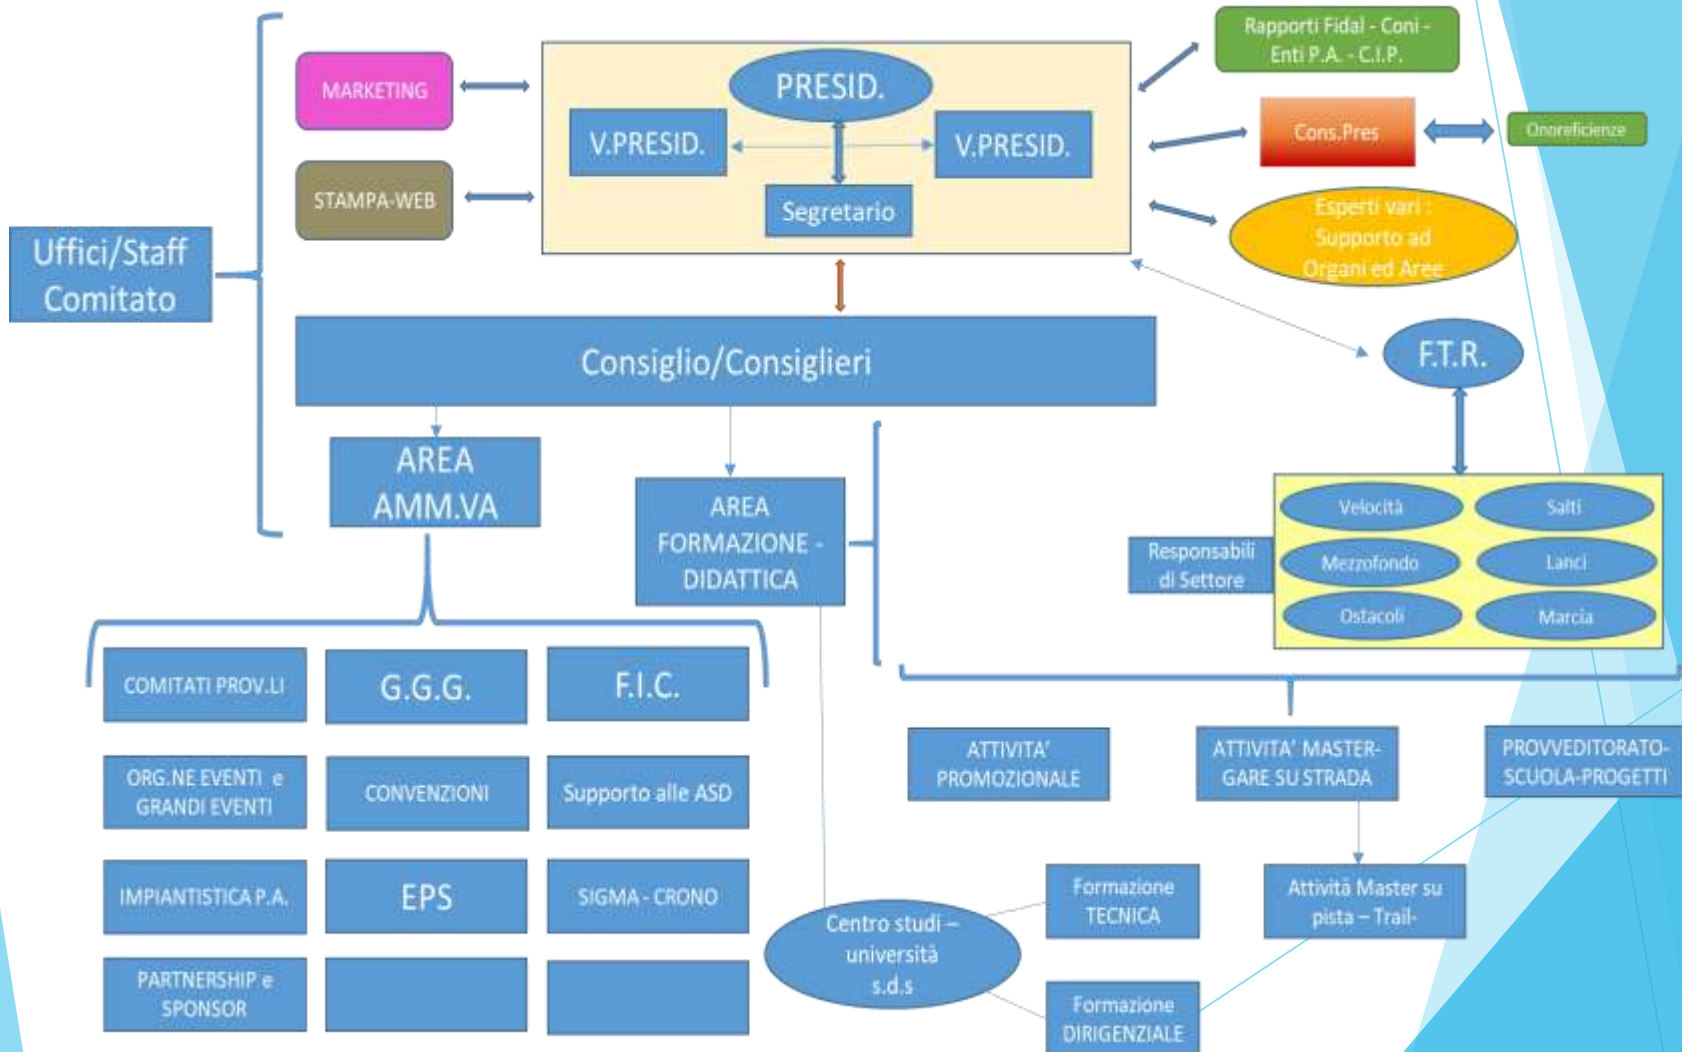 Rapporti Fidal - Coni -
Enti P.A. - C.I.P.
MARKETING
PRESID.
V.PRESID.
V.PRESID.
Cons.Pres
Onoreficienze
STAMPA-WEB
Segretario
Esperti vari :
Supporto ad
Organi ed Aree
Uffici/Staff
Comitato
Consiglio/Consiglieri
F.T.R.
AREA
AMM.VA
AREA
FORMAZIONE -
DIDATTICA
Responsabili
di Settore
Velocità
Salti
Mezzofondo
Lanci
Ostacoli
Marcia
COMITATI PROV.LI
G.G.G.
F.I.C.
ORG.NE EVENTI e
GRANDI EVENTI
CONVENZIONI
Supporto alle ASD
ATTIVITA’
PROMOZIONALE
ATTIVITA’ MASTER-
GARE SU STRADA
PROVVEDITORATO-
SCUOLA-PROGETTI
IMPIANTISTICA P.A.
EPS
SIGMA - CRONO
Centro studi –
università
s.d.s
Formazione
TECNICA
Attività Master su
pista – Trail-
PARTNERSHIP e
SPONSOR
Formazione
DIRIGENZIALE